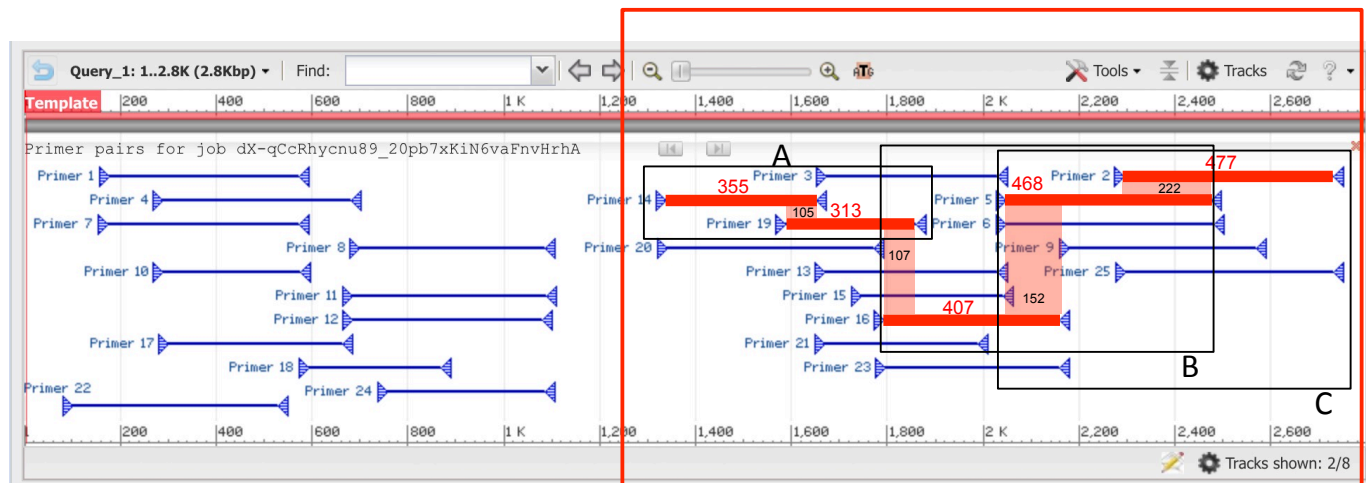 Query_1: 1..2.8K (2.8Kbp) Find: ATG Tools Tracks ?
Template 200 400 600 800 1 K 1,200 1,400 1,600 1,800 2 K 2,200 2,400 2,600
Primer pairs for job dX-qCcRhycnu89_20pb7xKiN6vaFnvHrhA
A
477
Primer 1 Primer 3 Primer 2
355 468 222
Primer 4 Primer 14 Primer 5
105 313
Primer 7 Primer 19 Primer 6
Primer 8 Primer 20 Primer 9
107
Primer 10 Primer 13 Primer 25
Primer 11 Primer 15 152
407
Primer 12 Primer 16
Primer 17 Primer 21
Primer 18 Primer 23 B
Primer 22 Primer 24
C
1 200 400 600 800 1 K 1,200 1,400 1,600 1,800 2 K 2,200 2,400 2,600
Tracks shown: 2/8